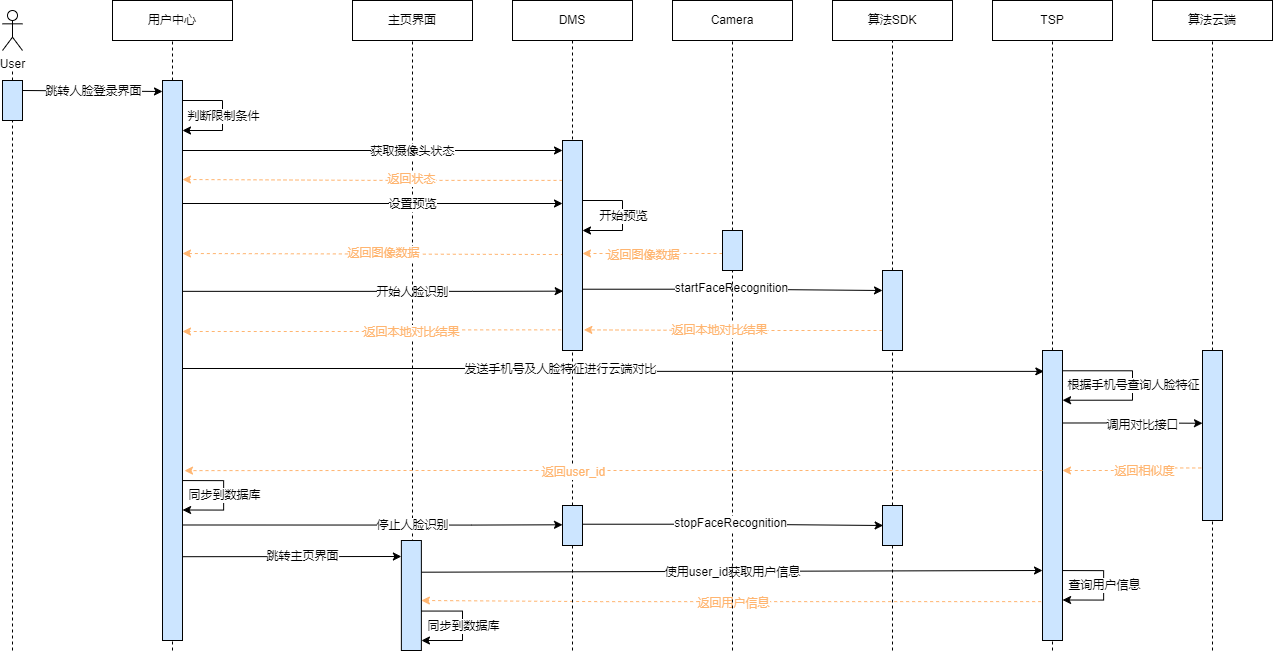 用户中心
主页界面
DMS
Camera
算法SDK
TSP
算法云端
User
跳转人脸登录界面
判断限制条件
获取摄像头状态
返回状态
设置预览
开始预览
返回图像数据
返回图像数据
开始人脸识别
startFaceRecognition
返回本地对比结果
返回本地对比结果
发送手机号及人脸特征进行云端对比
根据手机号查询人脸特征
调用对比接口
返回user_id
返回相似度
同步到数据库
停止人脸识别
stopFaceRecognition
跳转主页界面
使用user_id获取用户信息
查询用户信息
返回用户信息
同步到数据库